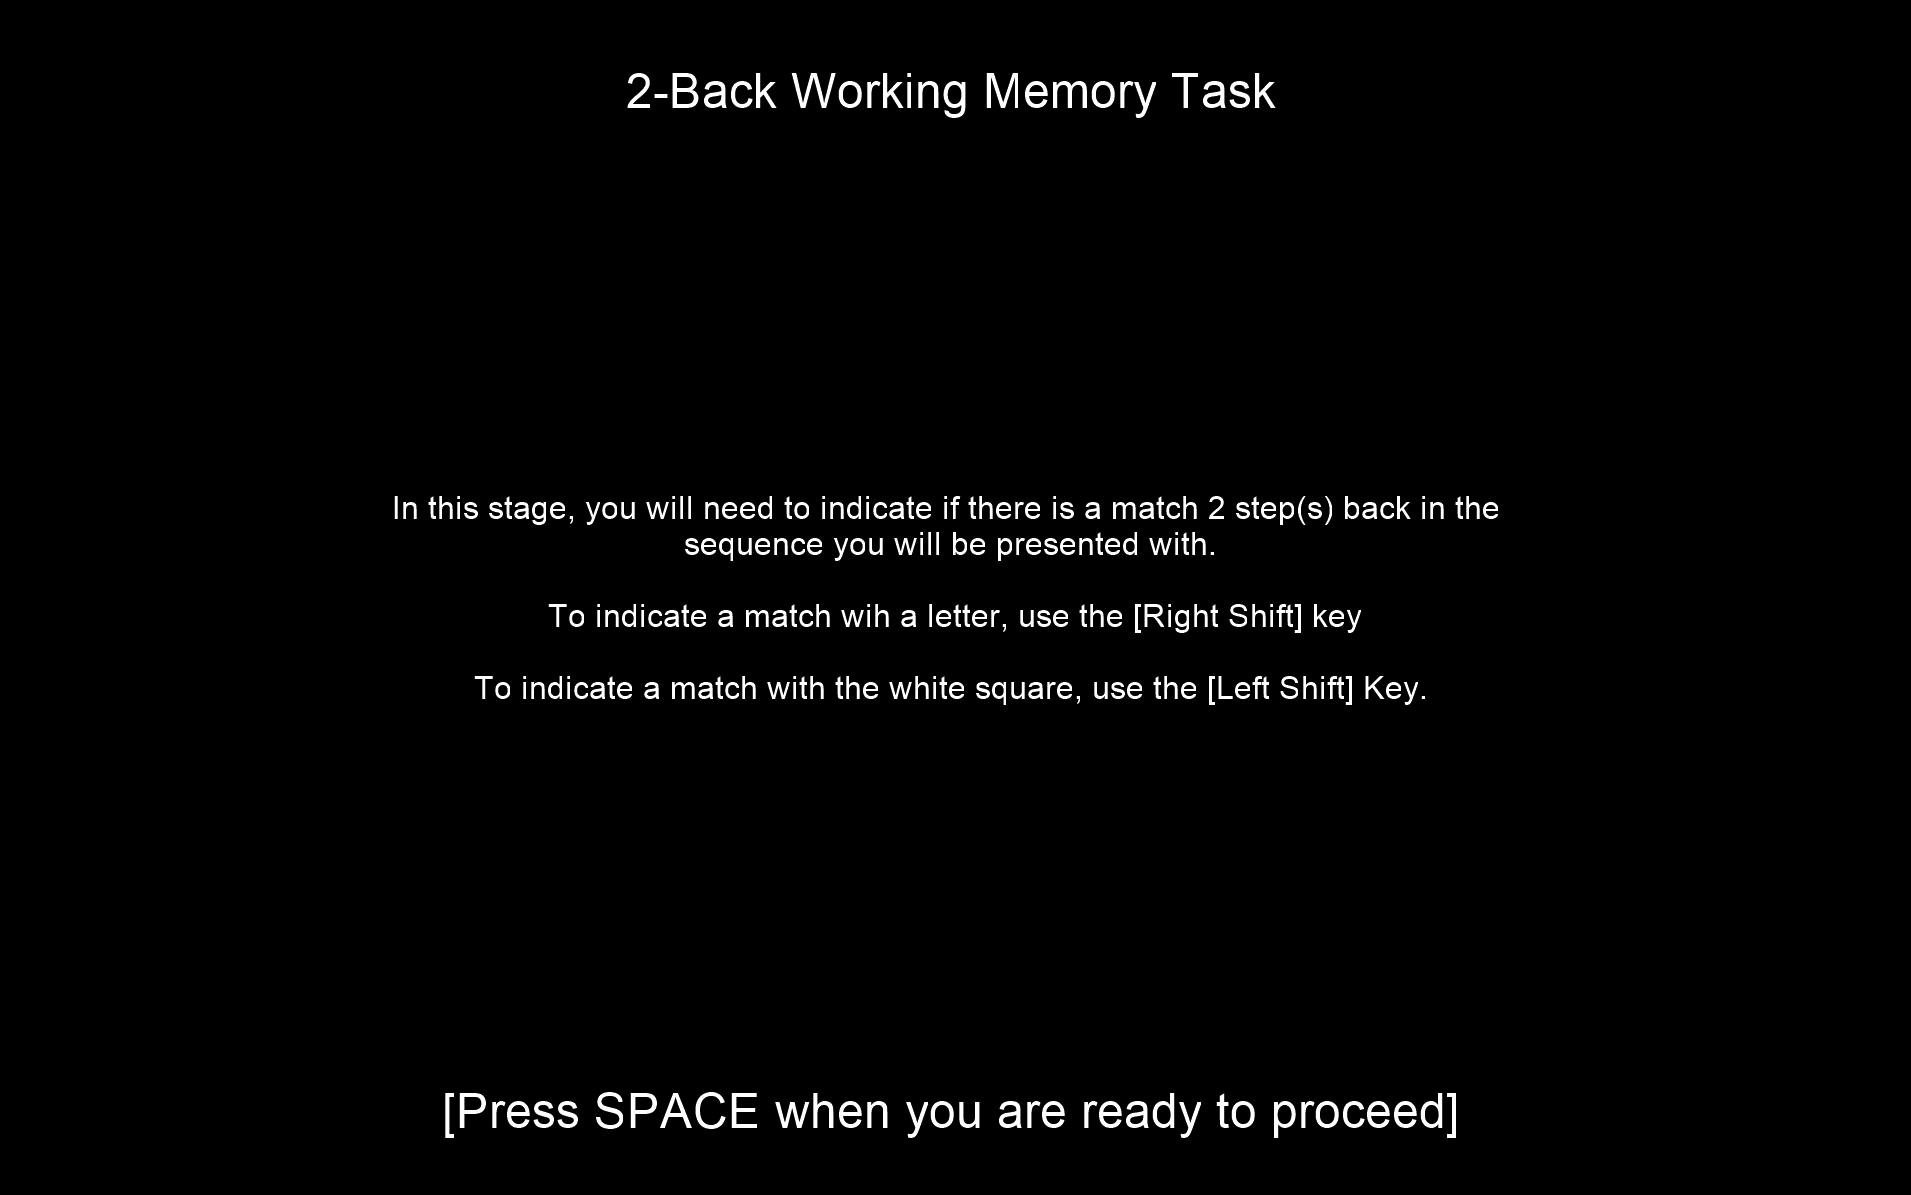 2-Back Working Memory Task
In this stage, you will need to indicate if there is a match 2 step(s) back in the
sequence you will be presented with.
To indicate a match wih a letter, use the [Right Shift] key
To indicate a match with the white square, use the [Left Shift] Key.
[Press SPACE when you are ready to proceed]